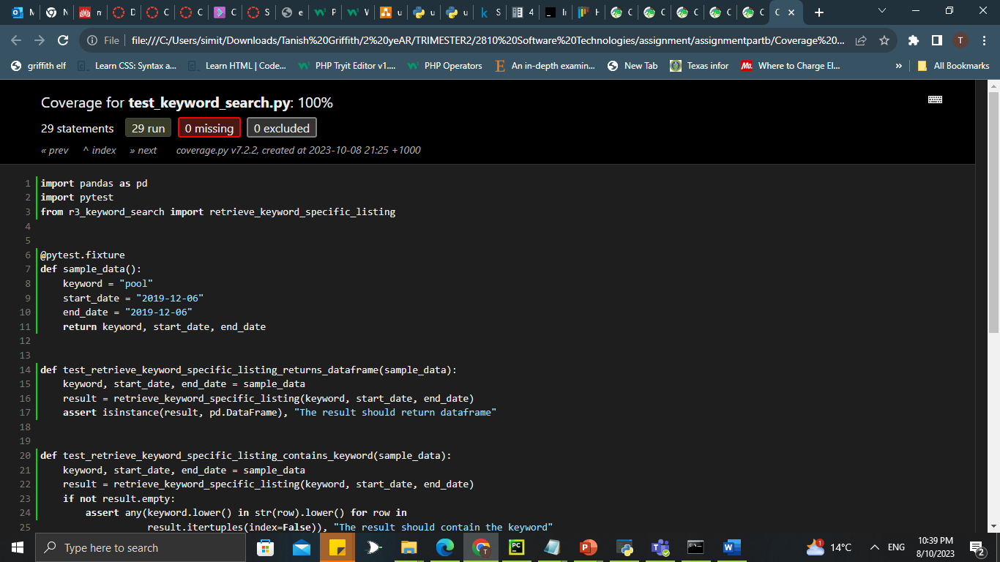 File file:///C:/Users/simit/Downloads/Tanish%20Griffith/2%20yeAR/TRIMESTER2/2810%20Software%20Technologies/assignment/assignmentpartb/Coverage%20... T
griffith elf Learn CSS: Syntax a... Learn HTML | Code... PHP Tryit Editor v1.... PHP Operators An in-depth examin... New Tab Texas infor Mo. Where to Charge El... » All Bookmarks
Coverage for test_keyword_search.py: 100%
29 statements 29 run 0 missing 0 excluded
« prev ^ index » next coverage.py v7.2.2, created at 2023-10-08 21:25 +1000
1 import pandas as pd
2 import pytest
3 from r3_keyword_search import retrieve_keyword_specific_listing
4
5
6 @pytest.fixture
7 def sample_data():
8     keyword = "pool"
9     start_date = "2019-12-06"
10     end_date = "2019-12-06"
11     return keyword, start_date, end_date
12
13
14 def test_retrieve_keyword_specific_listing_returns_dataframe(sample_data):
15     keyword, start_date, end_date = sample_data
16     result = retrieve_keyword_specific_listing(keyword, start_date, end_date)
17     assert isinstance(result, pd.DataFrame), "The result should return dataframe"
18
19
20 def test_retrieve_keyword_specific_listing_contains_keyword(sample_data):
21     keyword, start_date, end_date = sample_data
22     result = retrieve_keyword_specific_listing(keyword, start_date, end_date)
23     if not result.empty:
24         assert any(keyword.lower() in str(row).lower() for row in
25                    result.itertuples(index=False)), "The result should contain the keyword"
Type here to search
1 14°C ENG 10:39 PM
8/10/2023 2